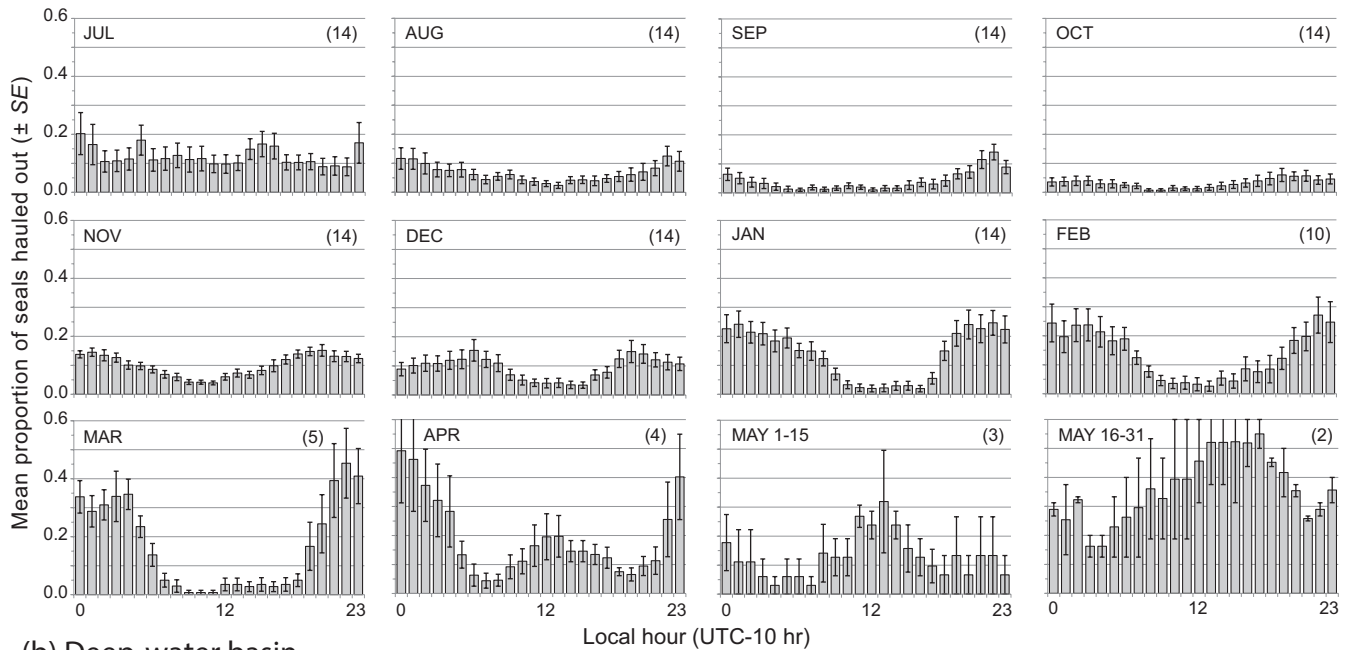 Mean proportion of seals hauled out (± SE)
0.6
0.4
0.2
0.0
JUL (14)
AUG (14)
SEP (14)
OCT (14)
0.6
0.4
0.2
0.0
NOV (14)
DEC (14)
JAN (14)
FEB (10)
0.6
0.4
0.2
0.0
MAR (5)
APR (4)
MAY 1-15 (3)
MAY 16-31 (2)
0 12 23
0 12 23
0 12 23
0 12 23
Local hour (UTC-10 hr)
(b) Deep-water basin